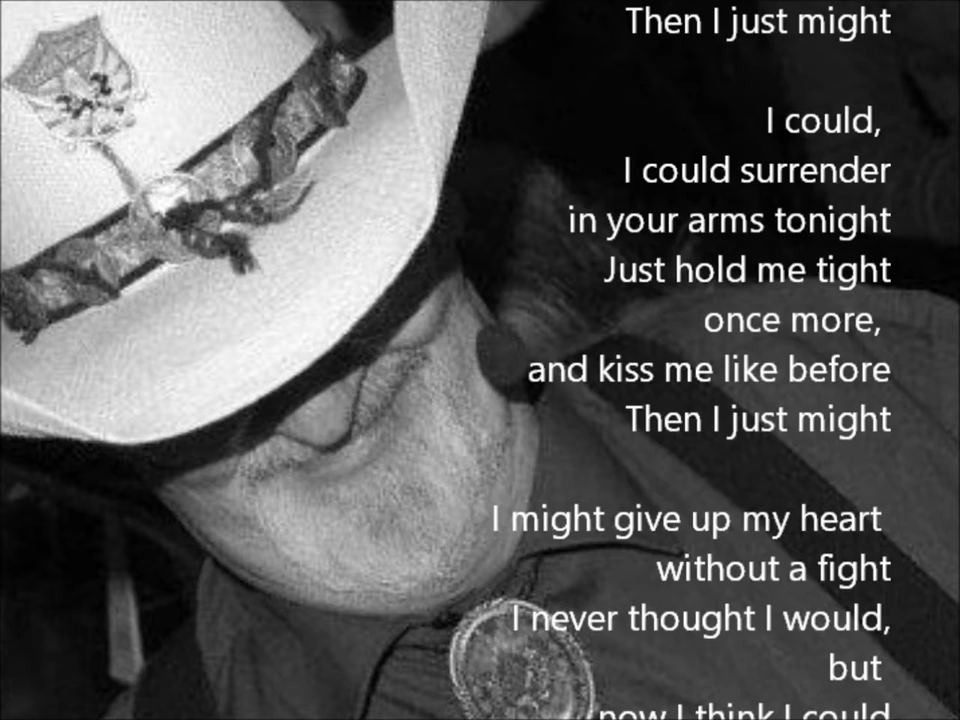 Then I just might
I could,
I could surrender
in your arms tonight
Just hold me tight
once more,
and kiss me like before
Then I just might
I might give up my heart
without a fight
I never thought I would,
but
now I think I could